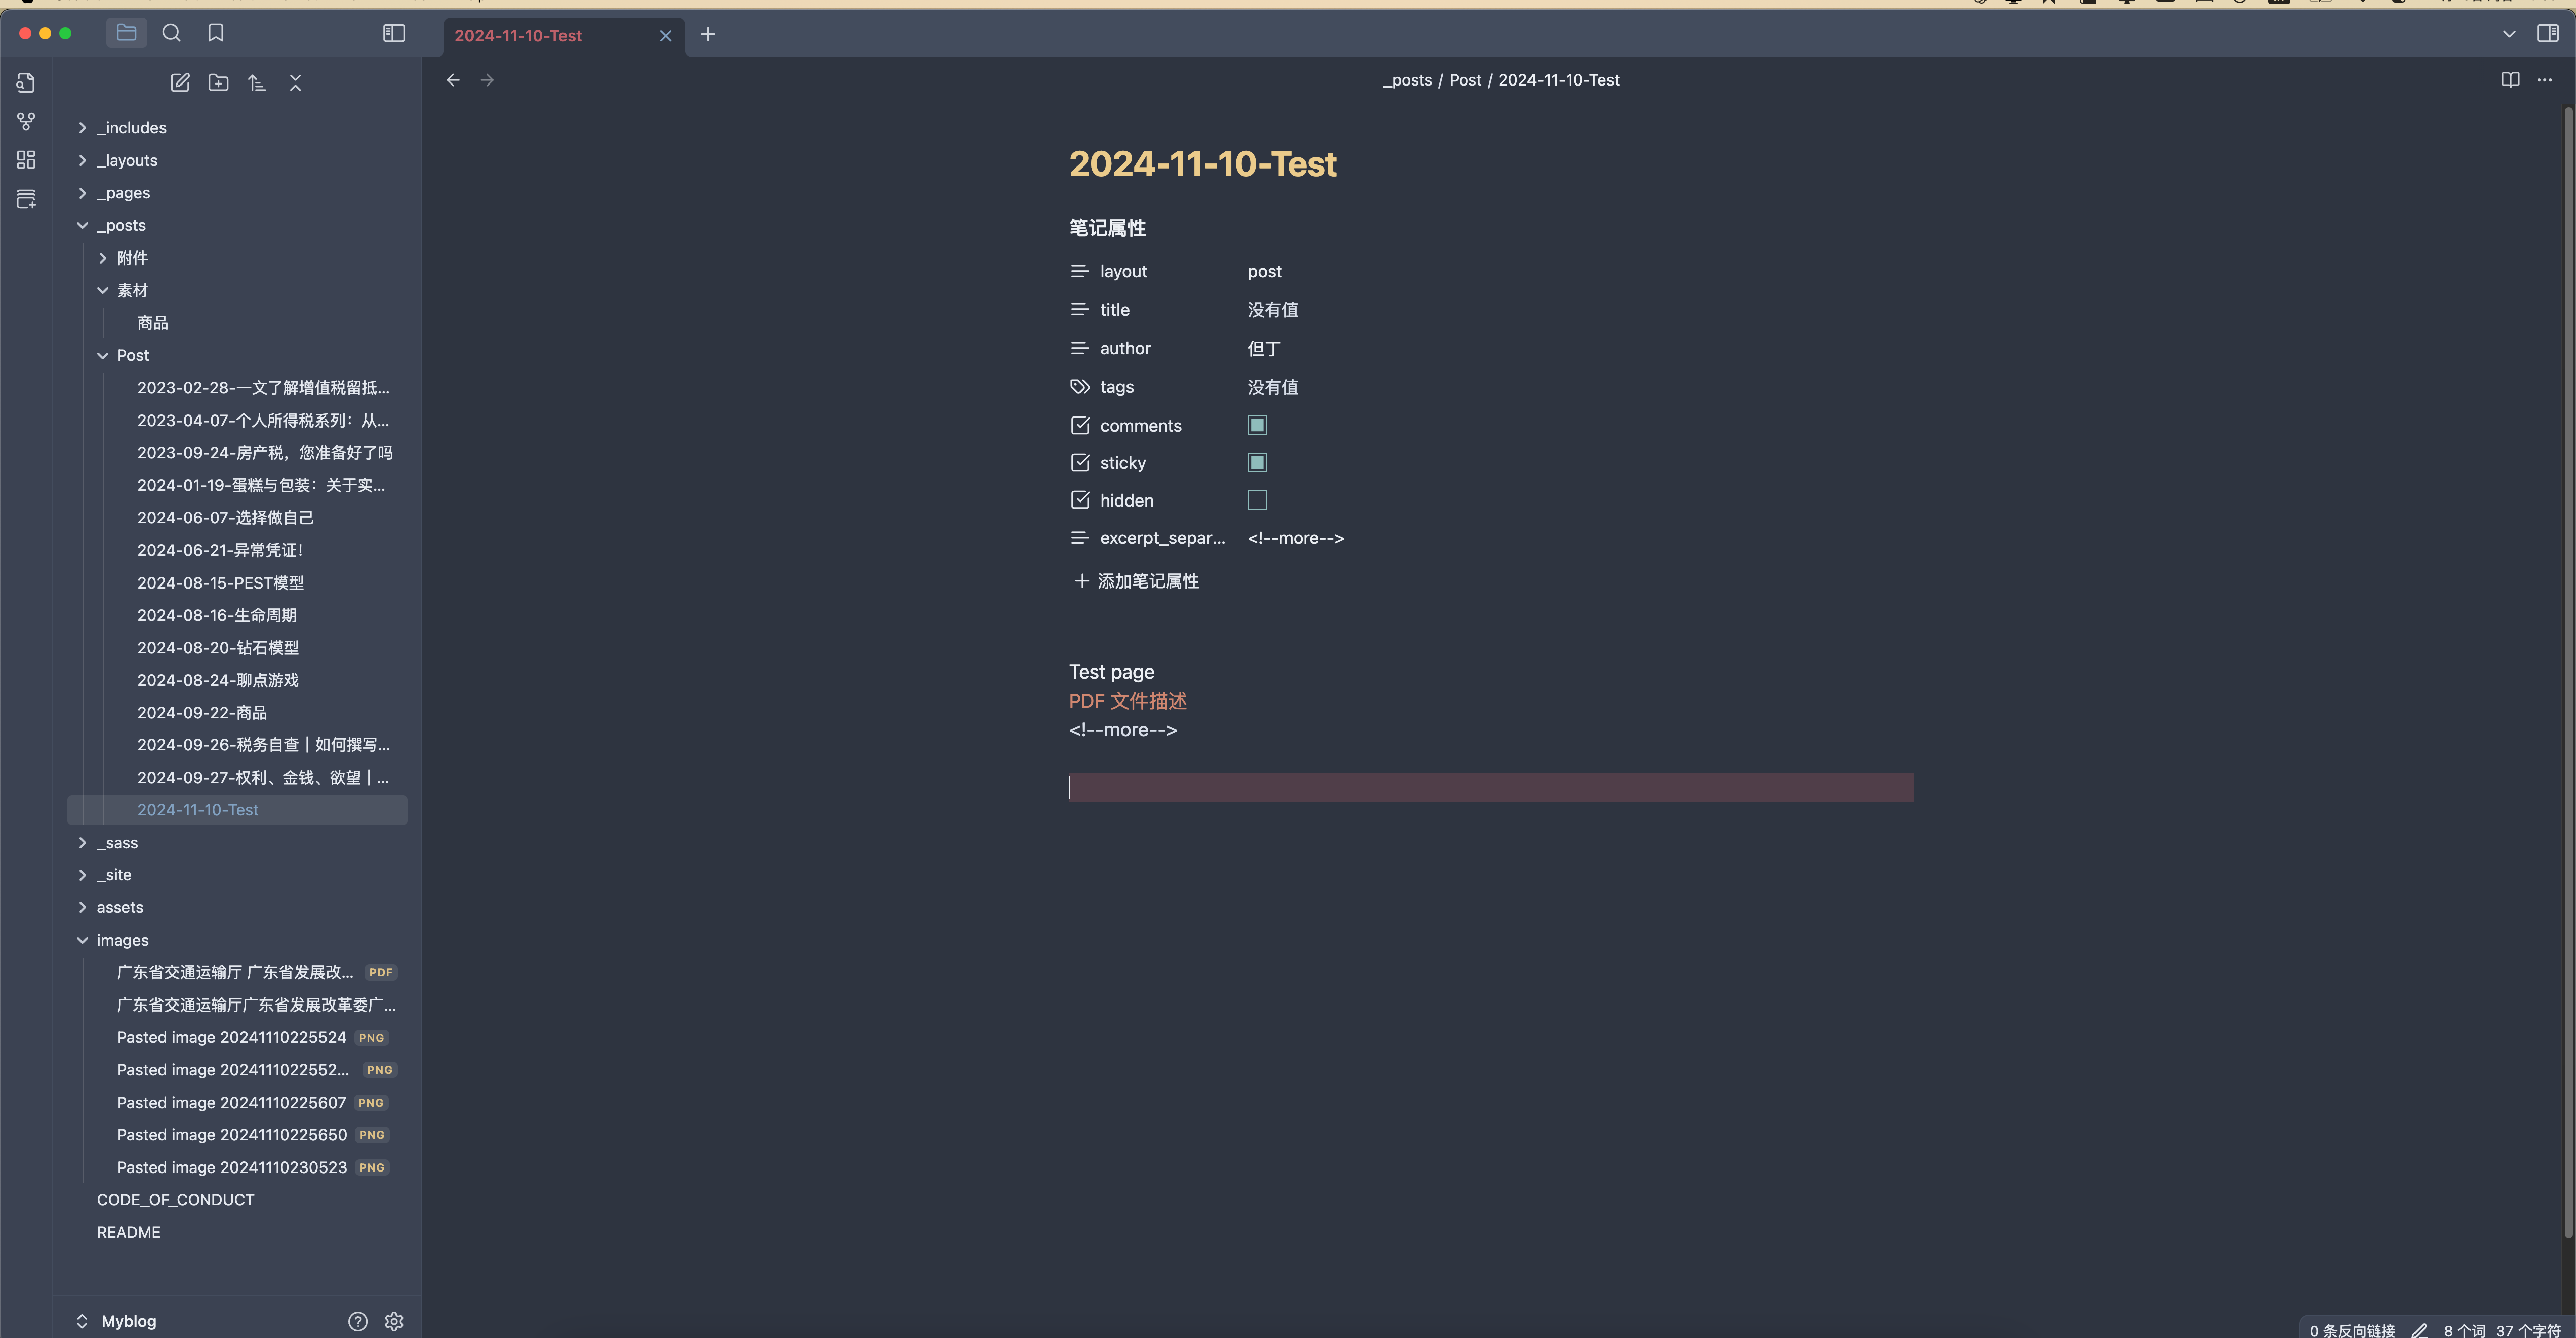 2024-11-10-Test
_posts / Post / 2024-11-10-Test
_includes
_layouts
_pages
_posts
附件
素材
商品
Post
2023-02-28-一文了解增值税留抵...
2023-04-07-个人所得税系列：从...
2023-09-24-房产税，您准备好了吗
2024-01-19-蛋糕与包装：关于实...
2024-06-07-选择做自己
2024-06-21-异常凭证！
2024-08-15-PEST模型
2024-08-16-生命周期
2024-08-20-钻石模型
2024-08-24-聊点游戏
2024-09-22-商品
2024-09-26-税务自查｜如何撰写...
2024-09-27-权利、金钱、欲望｜...
2024-11-10-Test
_sass
_site
assets
images
广东省交通运输厅 广东省发展改... PDF
广东省交通运输厅广东省发展改革委广...
Pasted image 20241110225524 PNG
Pasted image 2024111022552... PNG
Pasted image 20241110225607 PNG
Pasted image 20241110225650 PNG
Pasted image 20241110230523 PNG
CODE_OF_CONDUCT
README
Myblog
2024-11-10-Test
笔记属性
layout post
title 没有值
author 但丁
tags 没有值
comments
sticky
hidden
excerpt_separ... <!--more-->
添加笔记属性
Test page
PDF 文件描述
<!--more-->
0 条反向链接 8 个词 37 个字符